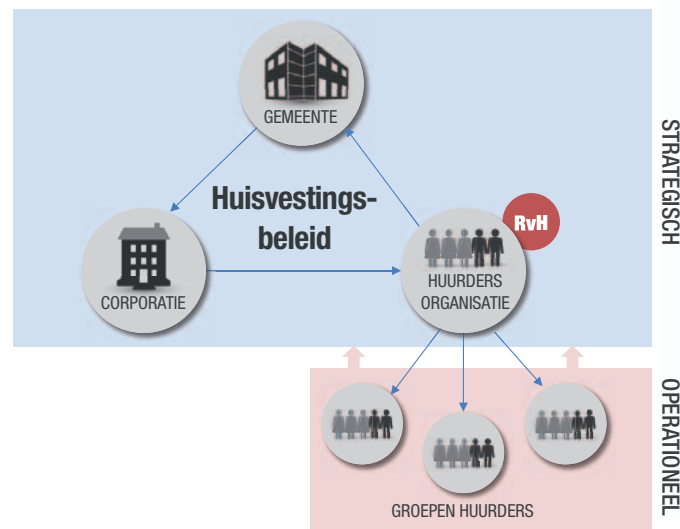 GEMEENTE
STRATEGISCH
Huisvestings-
beleid
RvH
CORPORATIE
HUURDERS
ORGANISATIE
OPERATIONEEL
GROEPEN HUURDERS